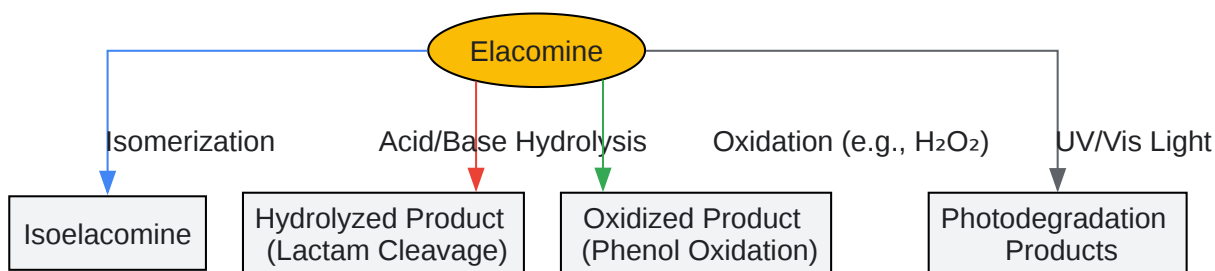 Elacomine
Isomerization
Acid/Base Hydrolysis
Oxidation (e.g., H₂O₂)
UV/Vis Light
Isoelacomine
Hydrolyzed Product
(Lactam Cleavage)
Oxidized Product
(Phenol Oxidation)
Photodegradation
Products